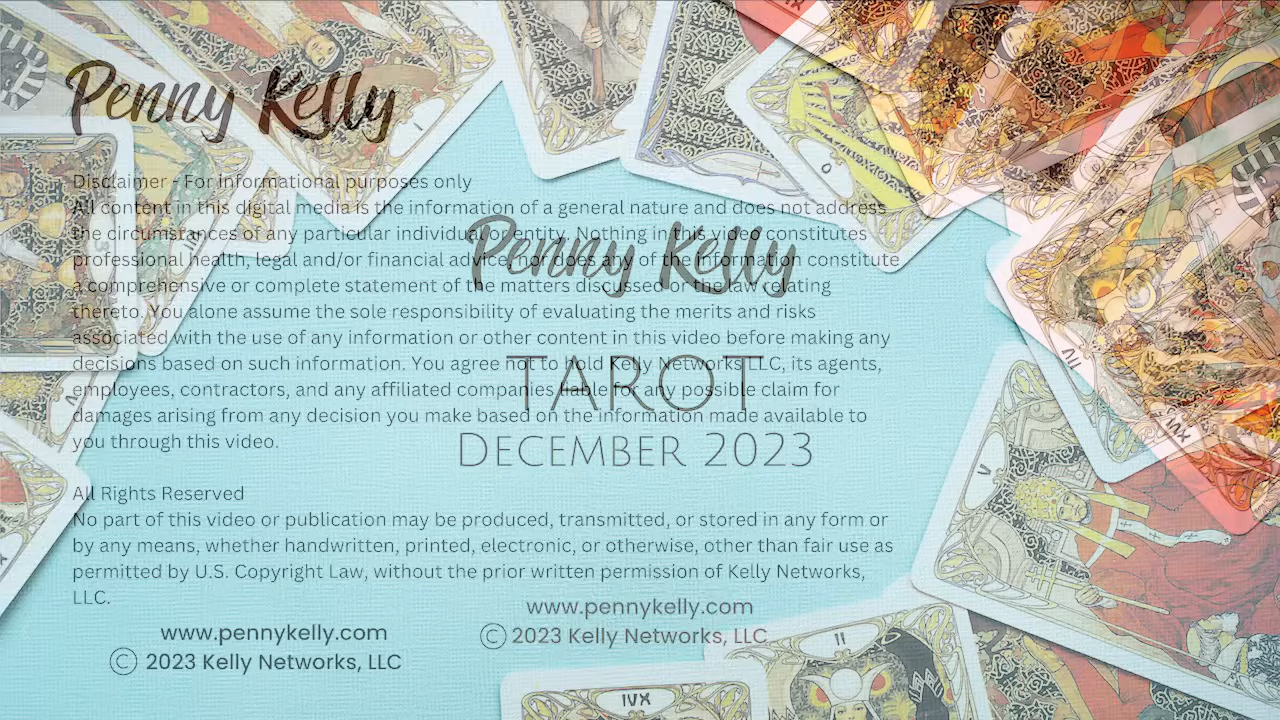 Penny Kelly
Disclaimer - For informational purposes only
All content in this digital media is the information of a general nature and does not address
the circumstances of any particular individual or entity. Nothing in this video constitutes
professional health, legal and/or financial advice, nor does any of the information constitute
a comprehensive or complete statement of the matters discussed or the law relating
thereto. You alone assume the sole responsibility of evaluating the merits and risks
associated with the use of any information or other content in this video before making any
decisions based on such information. You agree not to hold Kelly Networks, LLC, its agents,
employees, contractors, and any affiliated companies liable for any possible claim for
damages arising from any decision you make based on the information made available to
you through this video.
All Rights Reserved
No part of this video or publication may be produced, transmitted, or stored in any form or
by any means, whether handwritten, printed, electronic, or otherwise, other than fair use as
permitted by U.S. Copyright Law, without the prior written permission of Kelly Networks,
LLC.
www.pennykelly.com
© 2023 Kelly Networks, LLC
Penny Kelly
TAROT
DECEMBER 2023
www.pennykelly.com
© 2023 Kelly Networks, LLC
I
0
VII
XVI
V
II
XVI